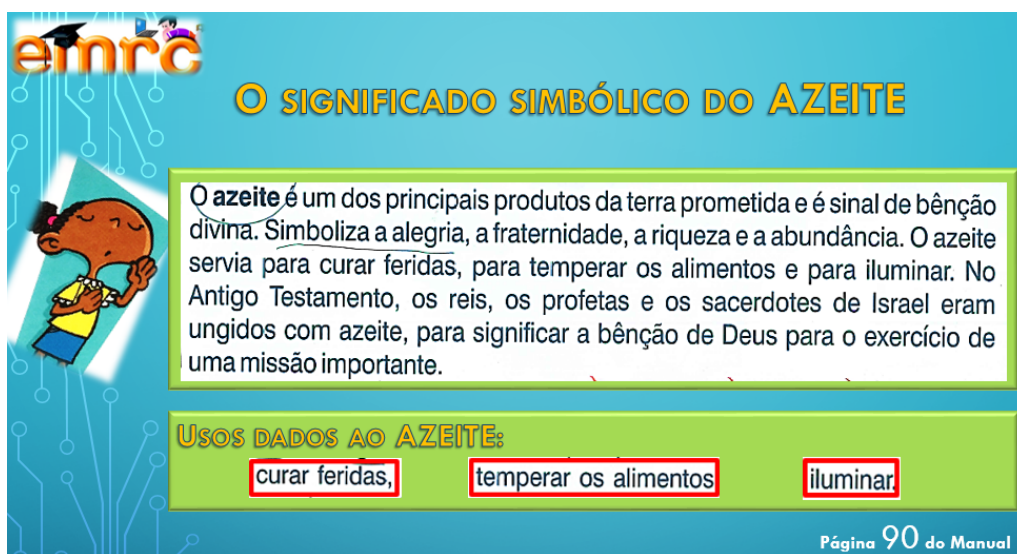 emrc
O SIGNIFICADO SIMBÓLICO DO AZEITE
O azeite é um dos principais produtos da terra prometida e é sinal de bênção
divina. Simboliza a alegria, a fraternidade, a riqueza e a abundância. O azeite
servia para curar feridas, para temperar os alimentos e para iluminar. No
Antigo Testamento, os reis, os profetas e os sacerdotes de Israel eram
ungidos com azeite, para significar a bênção de Deus para o exercício de
uma missão importante.
USOS DADOS AO AZEITE:
curar feridas, temperar os alimentos iluminar.
Página 90 do Manual